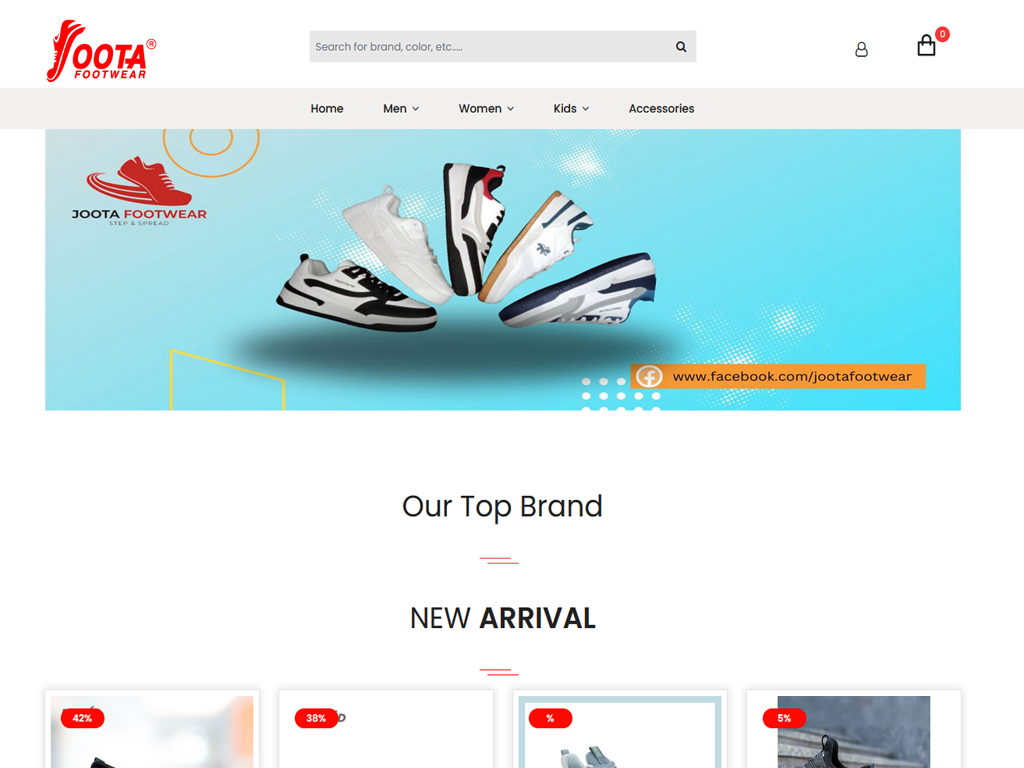 JOOTA®
FOOTWEAR
Search for brand, color, etc.....
0
Home
Men
Women
Kids
Accessories
JOOTA FOOTWEAR
STEP & SPREAD
www.facebook.com/jootafootwear
Our Top Brand
NEW ARRIVAL
42%
38%
%
5%